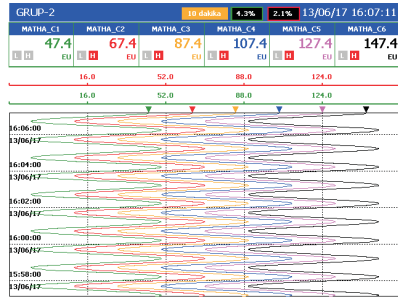 GRUP-2 10 dakika 4.3% 2.1% 13/06/17 16:07:11
MATHA_C1 MATHA_C2 MATHA_C3 MATHA_C4 MATHA_C5 MATHA_C6
47.4 67.4 87.4 107.4 127.4 147.4
L H EU L H EU L H EU L H EU L H EU L H EU
16.0 52.0 88.0 124.0
16.0 52.0 88.0 124.0
16:06:00
13/06/17
16:04:00
13/06/17
16:02:00
13/06/17
16:00:00
13/06/17
15:58:00
13/06/17